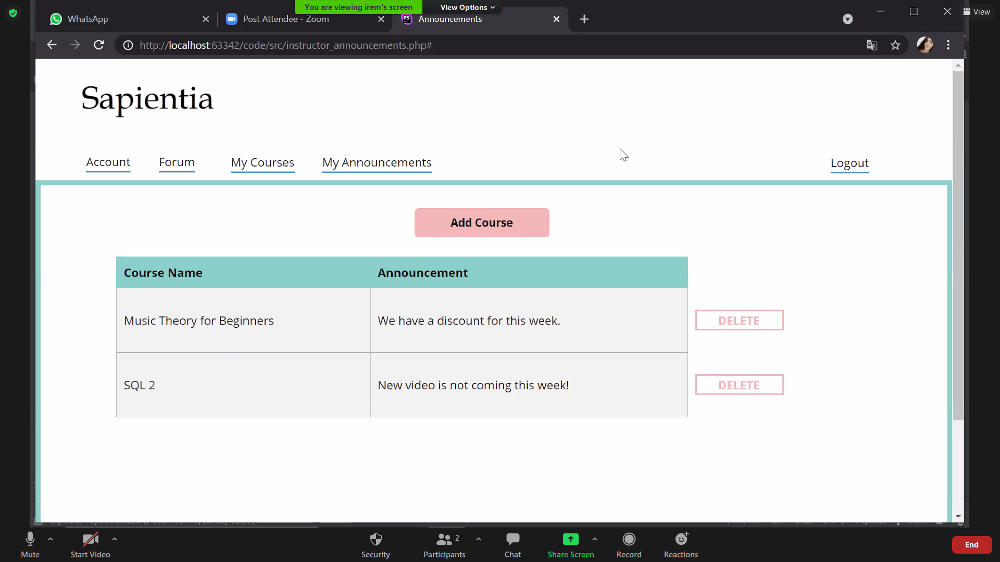 You are viewing irem's screen
View Options
View
WhatsApp
Post Attendee - Zoom
PS
Announcements
http://localhost:63342/code/src/instructor_announcements.php#
Sapientia
Account
Forum
My Courses
My Announcements
Logout
Add Course
Course Name
Announcement
Music Theory for Beginners
We have a discount for this week.
DELETE
SQL 2
New video is not coming this week!
DELETE
Mute
Start Video
Security
2
Participants
Chat
Share Screen
Record
Reactions
End